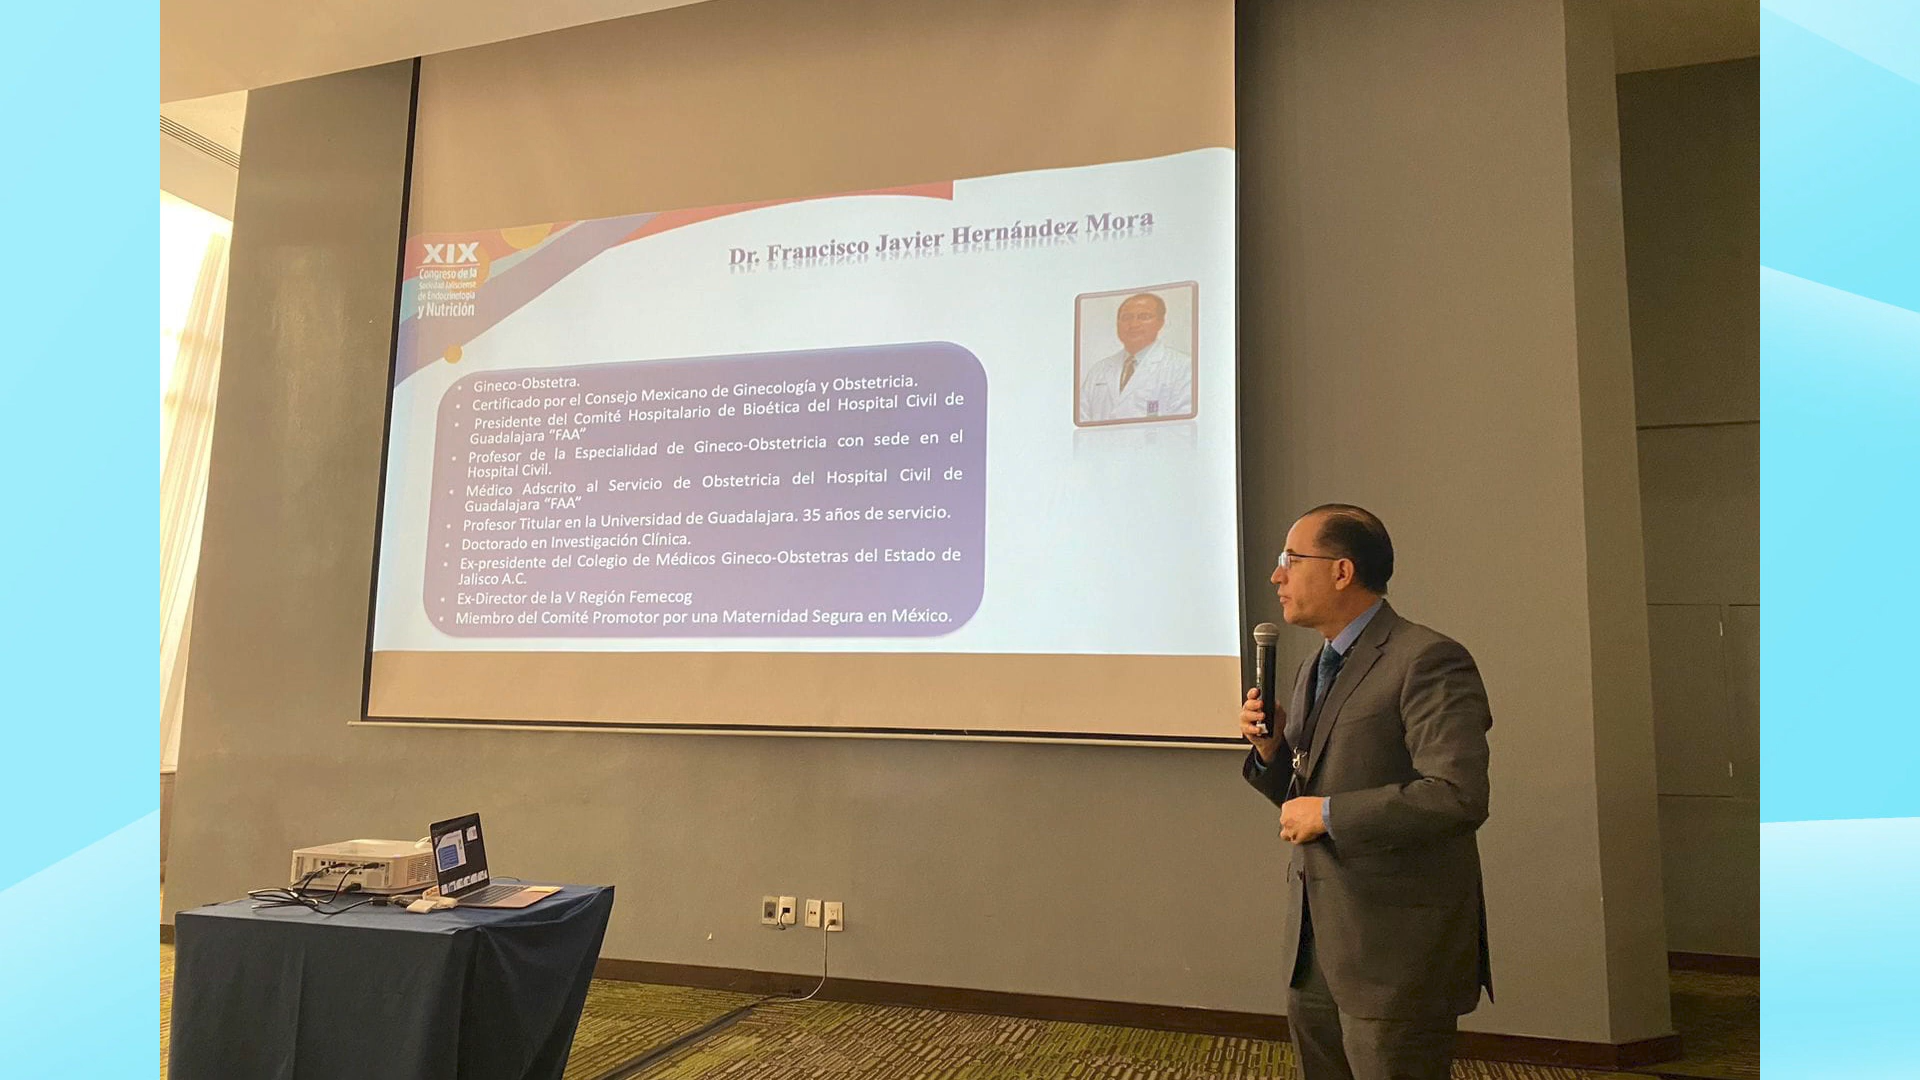 XIX
Congreso de la
Sociedad Jalisciense
de Endocrinología
y Nutrición
Dr. Francisco Javier Hernández Mora
• Gineco-Obstetra.
• Certificado por el Consejo Mexicano de Ginecología y Obstetricia.
• Presidente del Comité Hospitalario de Bioética del Hospital Civil de
Guadalajara "FAA"
• Profesor de la Especialidad de Gineco-Obstetricia con sede en el
Hospital Civil.
• Médico Adscrito al Servicio de Obstetricia del Hospital Civil de
Guadalajara "FAA"
• Profesor Titular en la Universidad de Guadalajara. 35 años de servicio.
• Doctorado en Investigación Clínica.
• Ex-presidente del Colegio de Médicos Gineco-Obstetras del Estado de
Jalisco A.C.
• Ex-Director de la V Región Femecog
• Miembro del Comité Promotor por una Maternidad Segura en México.